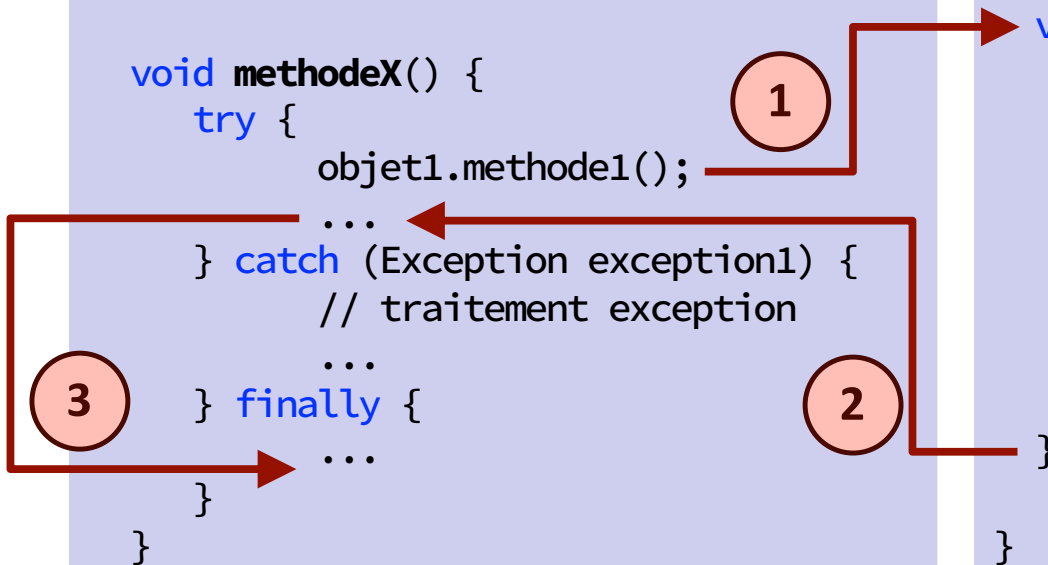 void methodeX() {
try {
objet1.methode1();
...
} catch (Exception exception1) {
// traitement exception
...
} finally {
...
}
}
1
2
3
v
}
}